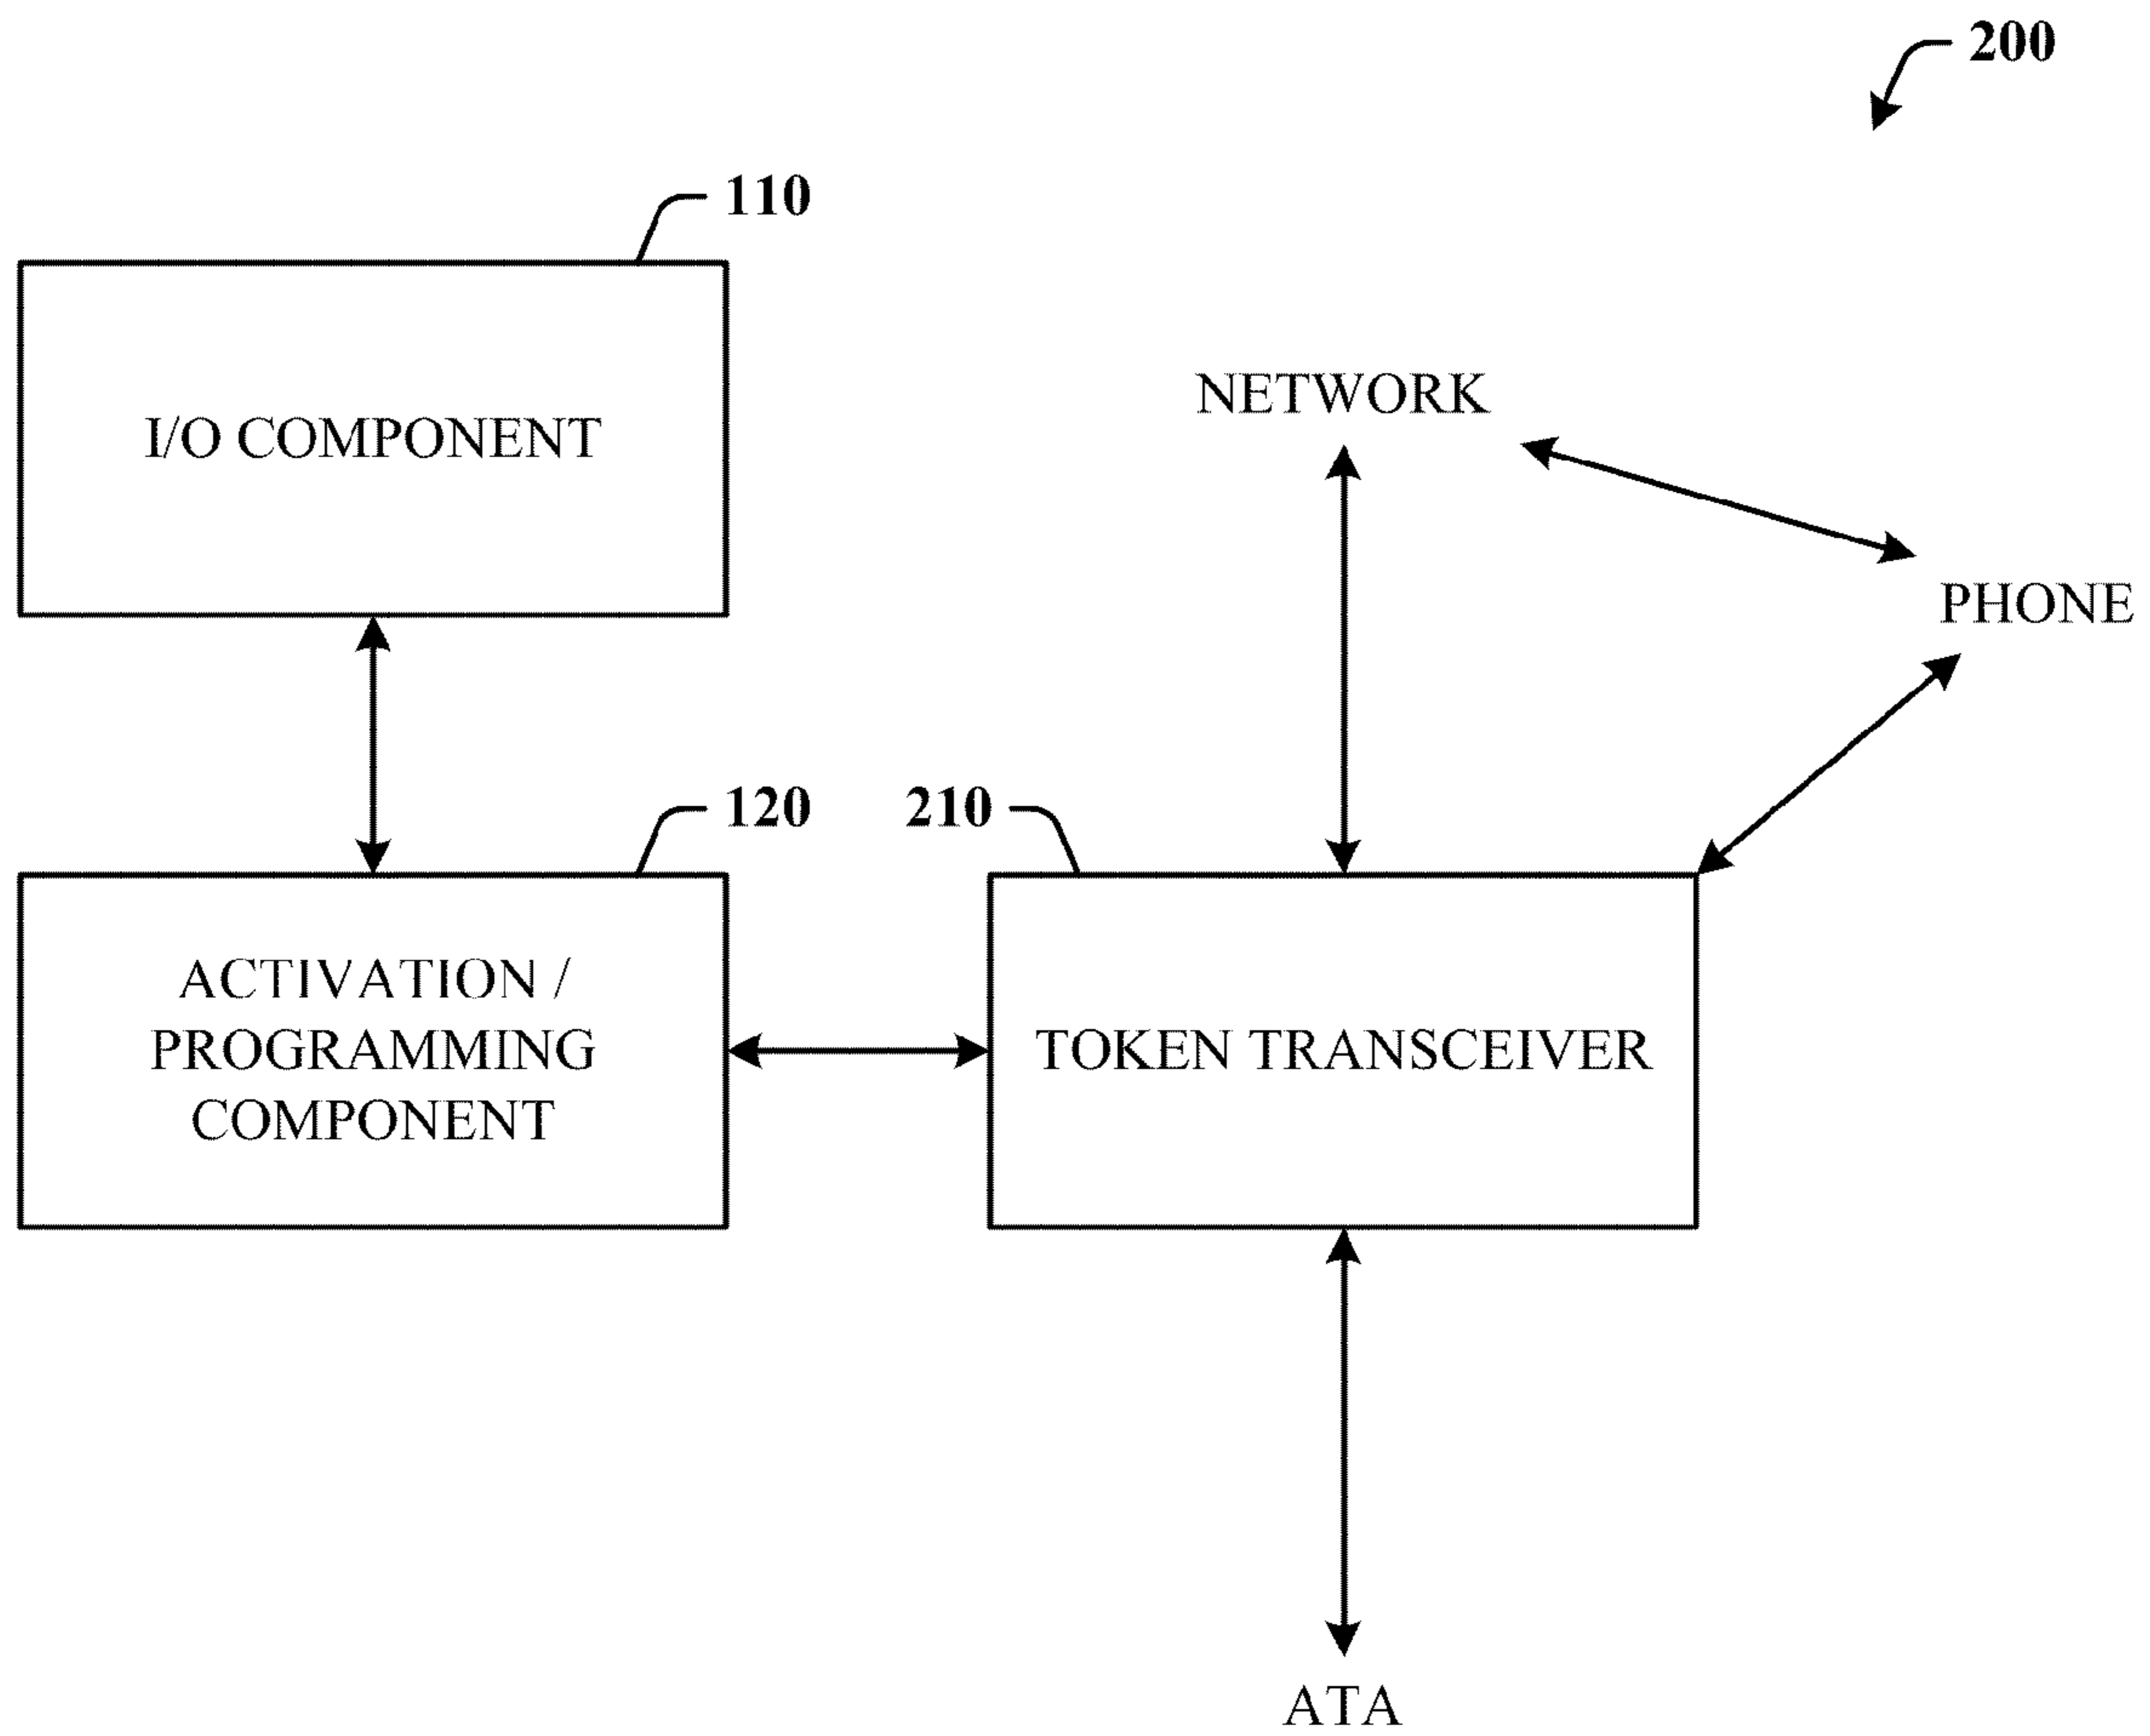 200
110
I/O COMPONENT
NETWORK
PHONE
120
210
ACTIVATION /
PROGRAMMING
COMPONENT
TOKEN TRANSCEIVER
ATA